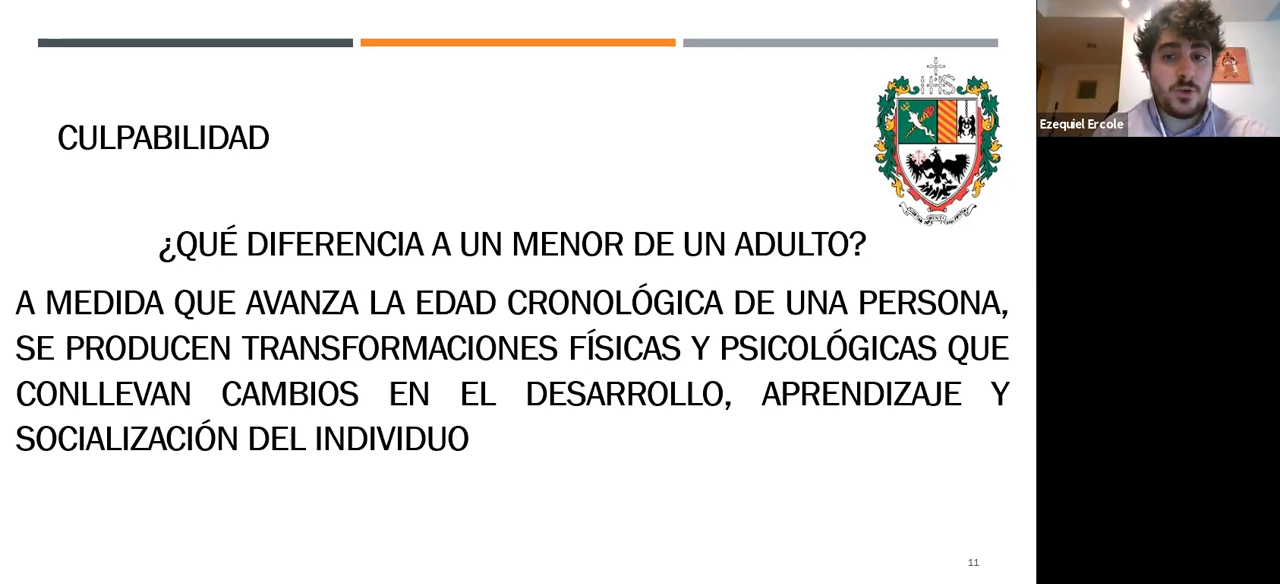 CULPABILIDAD
IHS
¿QUÉ DIFERENCIA A UN MENOR DE UN ADULTO?
A MEDIDA QUE AVANZA LA EDAD CRONOLÓGICA DE UNA PERSONA,
SE PRODUCEN TRANSFORMACIONES FÍSICAS Y PSICOLÓGICAS QUE
CONLLEVAN CAMBIOS EN EL DESARROLLO, APRENDIZAJE Y
SOCIALIZACIÓN DEL INDIVIDUO
11
Ezequiel Ercole